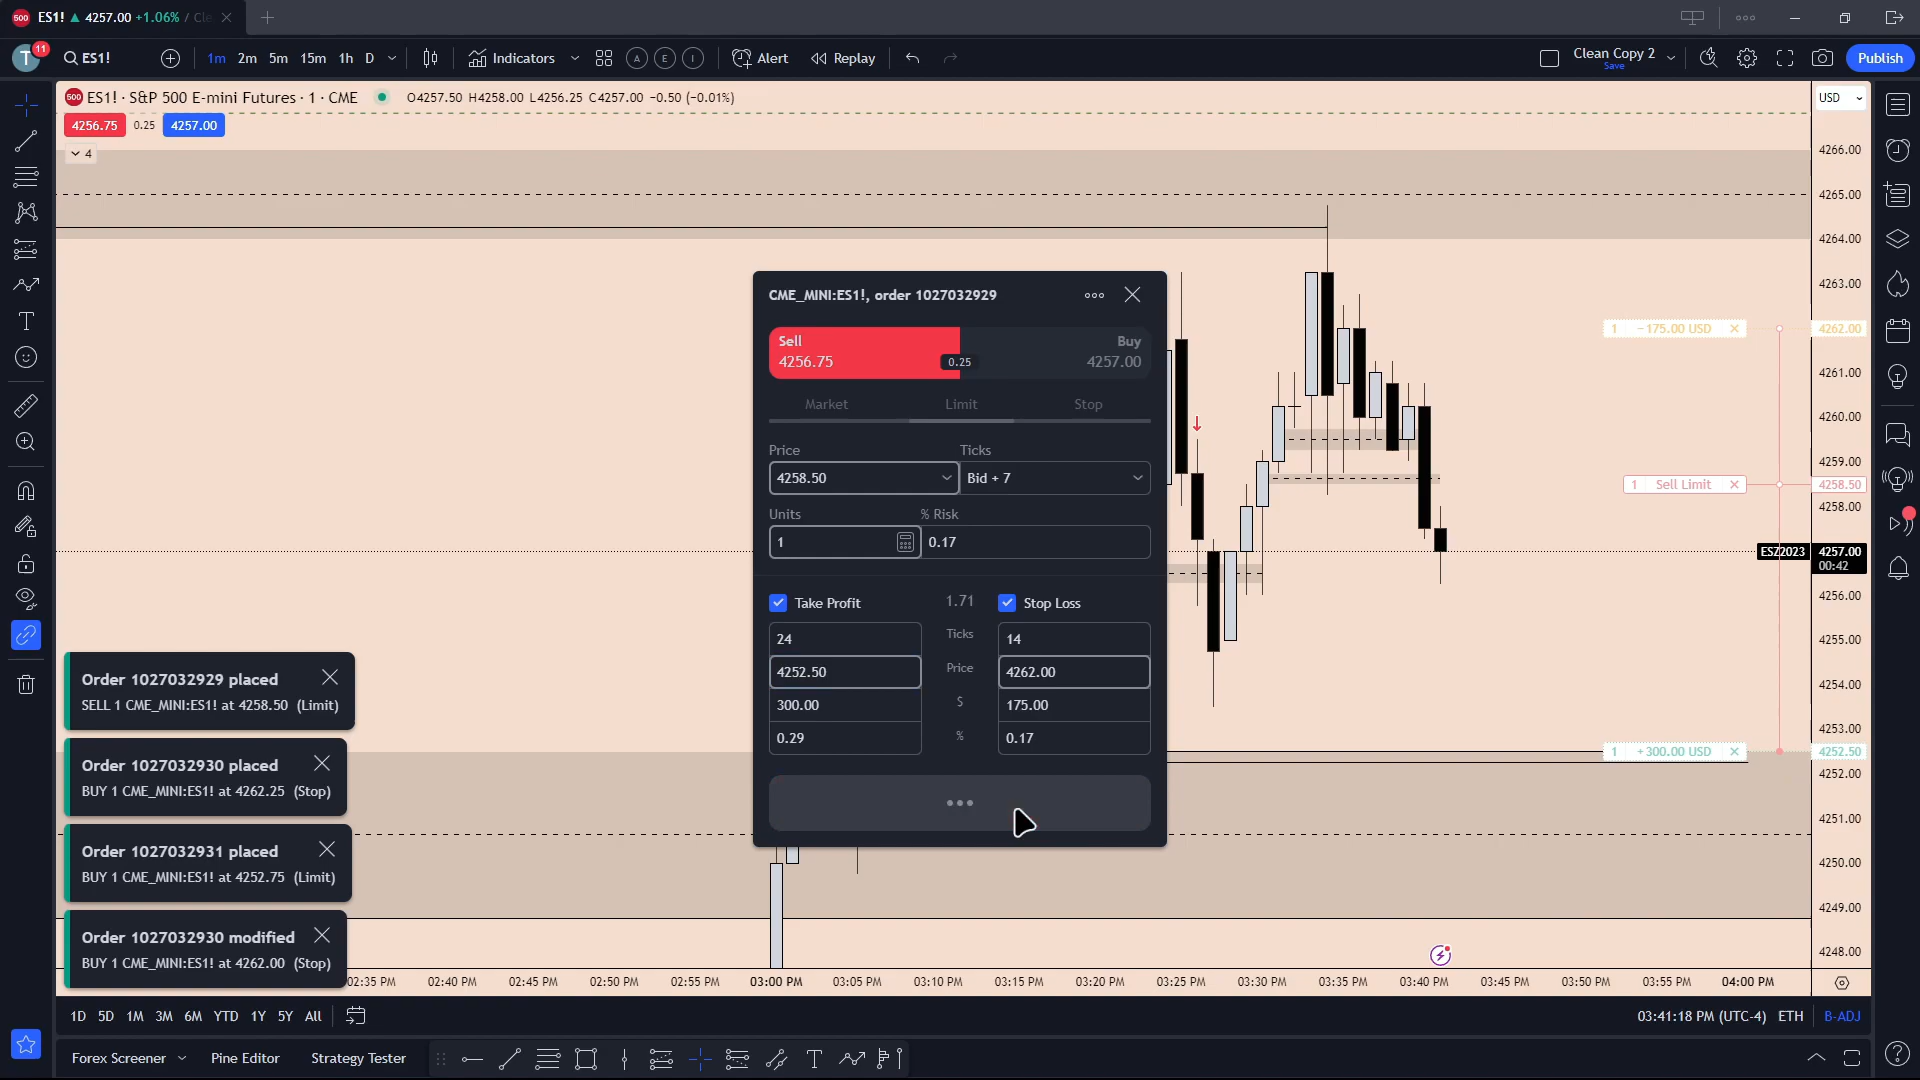 500 ES1! ▲ 4257.00 +1.06% / Cle
T 11 ES1! 1m 2m 5m 15m 1h D Indicators A E I Alert Replay Clean Copy 2 Publish
Save
500 ES1! · S&P 500 E-mini Futures · 1 · CME O4257.50 H4258.00 L4256.25 C4257.00 -0.50 (-0.01%)
USD
4256.75 0.25 4257.00
4
4266.00
4265.00
4264.00
4263.00
1 -175.00 USD 4262.00
4261.00
4260.00
4259.00
1 Sell Limit 4258.50
4258.00
ESZ2023 4257.00
00:42
4256.00
4255.00
4254.00
4253.00
1 +300.00 USD 4252.50
4252.00
4251.00
4250.00
4249.00
4248.00
CME_MINI:ES1!, order 1027032929
Sell Buy
4256.75 0.25 4257.00
Market Limit Stop
Price Ticks
4258.50 Bid + 7
Units % Risk
1 0.17
Take Profit 1.71 Stop Loss
24 Ticks 14
4252.50 Price 4262.00
300.00 $ 175.00
0.29 % 0.17
Order 1027032929 placed
SELL 1 CME_MINI:ES1! at 4258.50 (Limit)
Order 1027032930 placed
BUY 1 CME_MINI:ES1! at 4262.25 (Stop)
Order 1027032931 placed
BUY 1 CME_MINI:ES1! at 4252.75 (Limit)
Order 1027032930 modified
BUY 1 CME_MINI:ES1! at 4262.00 (Stop)
02:35 PM 02:40 PM 02:45 PM 02:50 PM 02:55 PM 03:00 PM 03:05 PM 03:10 PM 03:15 PM 03:20 PM 03:25 PM 03:30 PM 03:35 PM 03:40 PM 03:45 PM 03:50 PM 03:55 PM 04:00 PM
1D 5D 1M 3M 6M YTD 1Y 5Y All 03:41:18 PM (UTC-4) ETH B-ADJ
Forex Screener Pine Editor Strategy Tester